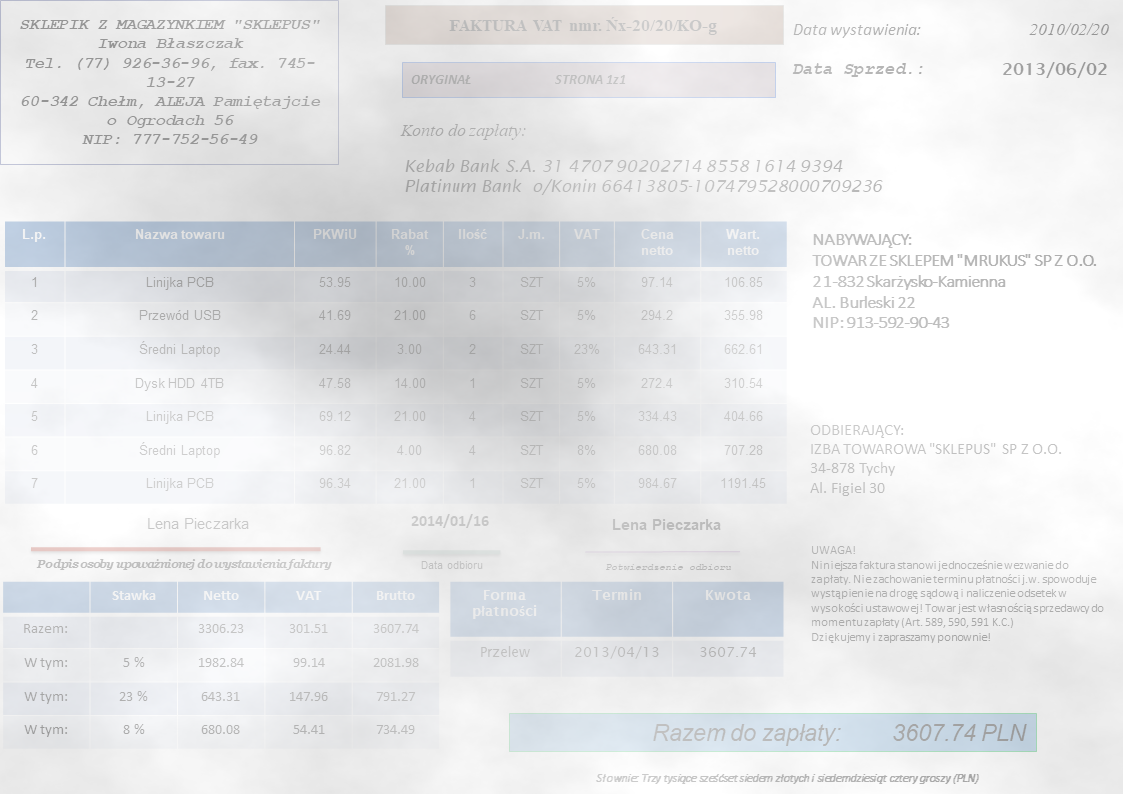 SKLEPIK Z MAGAZYNKIEM "SKLEPUS"
Iwona Błaszczak
Tel. (77) 926-36-96, fax. 745-
13-27
60-342 Chełm, ALEJA Pamiętajcie
o Ogrodach 56
NIP: 777-752-56-49
FAKTURA VAT nmr. Ńx-20/20/KO-g
ORYGINAŁ STRONA 1z1
Data wystawienia: 2010/02/20
Data Sprzed.: 2013/06/02
Konto do zapłaty:
Kebab Bank S.A. 31 4707 90202714 8558 1614 9394
Platinum Bank o/Konin 66413805-107479528000709236
L.p. Nazwa towaru PKWiU Rabat % Ilość J.m. VAT Cena netto Wart. netto
1 Linijka PCB 53.95 10.00 3 SZT 5% 97.14 106.85
2 Przewód USB 41.69 21.00 6 SZT 5% 294.2 355.98
3 Średni Laptop 24.44 3.00 2 SZT 23% 643.31 662.61
4 Dysk HDD 4TB 47.58 14.00 1 SZT 5% 272.4 310.54
5 Linijka PCB 69.12 21.00 4 SZT 5% 334.43 404.66
6 Średni Laptop 96.82 4.00 4 SZT 8% 680.08 707.28
7 Linijka PCB 96.34 21.00 1 SZT 5% 984.67 1191.45
NABYWAJĄCY:
TOWAR ZE SKLEPEM "MRUKUS" SP Z O.O.
21-832 Skarżysko-Kamienna
AL. Burleski 22
NIP: 913-592-90-43
ODBIERAJĄCY:
IZBA TOWAROWA "SKLEPUS" SP Z O.O.
34-878 Tychy
Al. Figiel 30
Lena Pieczarka
Podpis osoby upoważnionej do wystawienia faktury
2014/01/16
Data odbioru
Lena Pieczarka
Potwierdzenie odbioru
UWAGA!
Niniejsza faktura stanowi jednocześnie wezwanie do
zapłaty. Nie zachowanie terminu płatności j.w. spowoduje
wystąpienie na drogę sądową i naliczenie odsetek w
wysokości ustawowej! Towar jest własnością sprzedawcy do
momentu zapłaty (Art. 589, 590, 591 K.C.)
Dziękujemy i zapraszamy ponownie!
Stawka Netto VAT Brutto
Razem: 3306.23 301.51 3607.74
W tym: 5 % 1982.84 99.14 2081.98
W tym: 23 % 643.31 147.96 791.27
W tym: 8 % 680.08 54.41 734.49
Forma płatności Termin Kwota
Przelew 2013/04/13 3607.74
Razem do zapłaty: 3607.74 PLN
Słownie: Trzy tysiące sześćset siedem złotych i siedemdziesiąt cztery groszy (PLN)